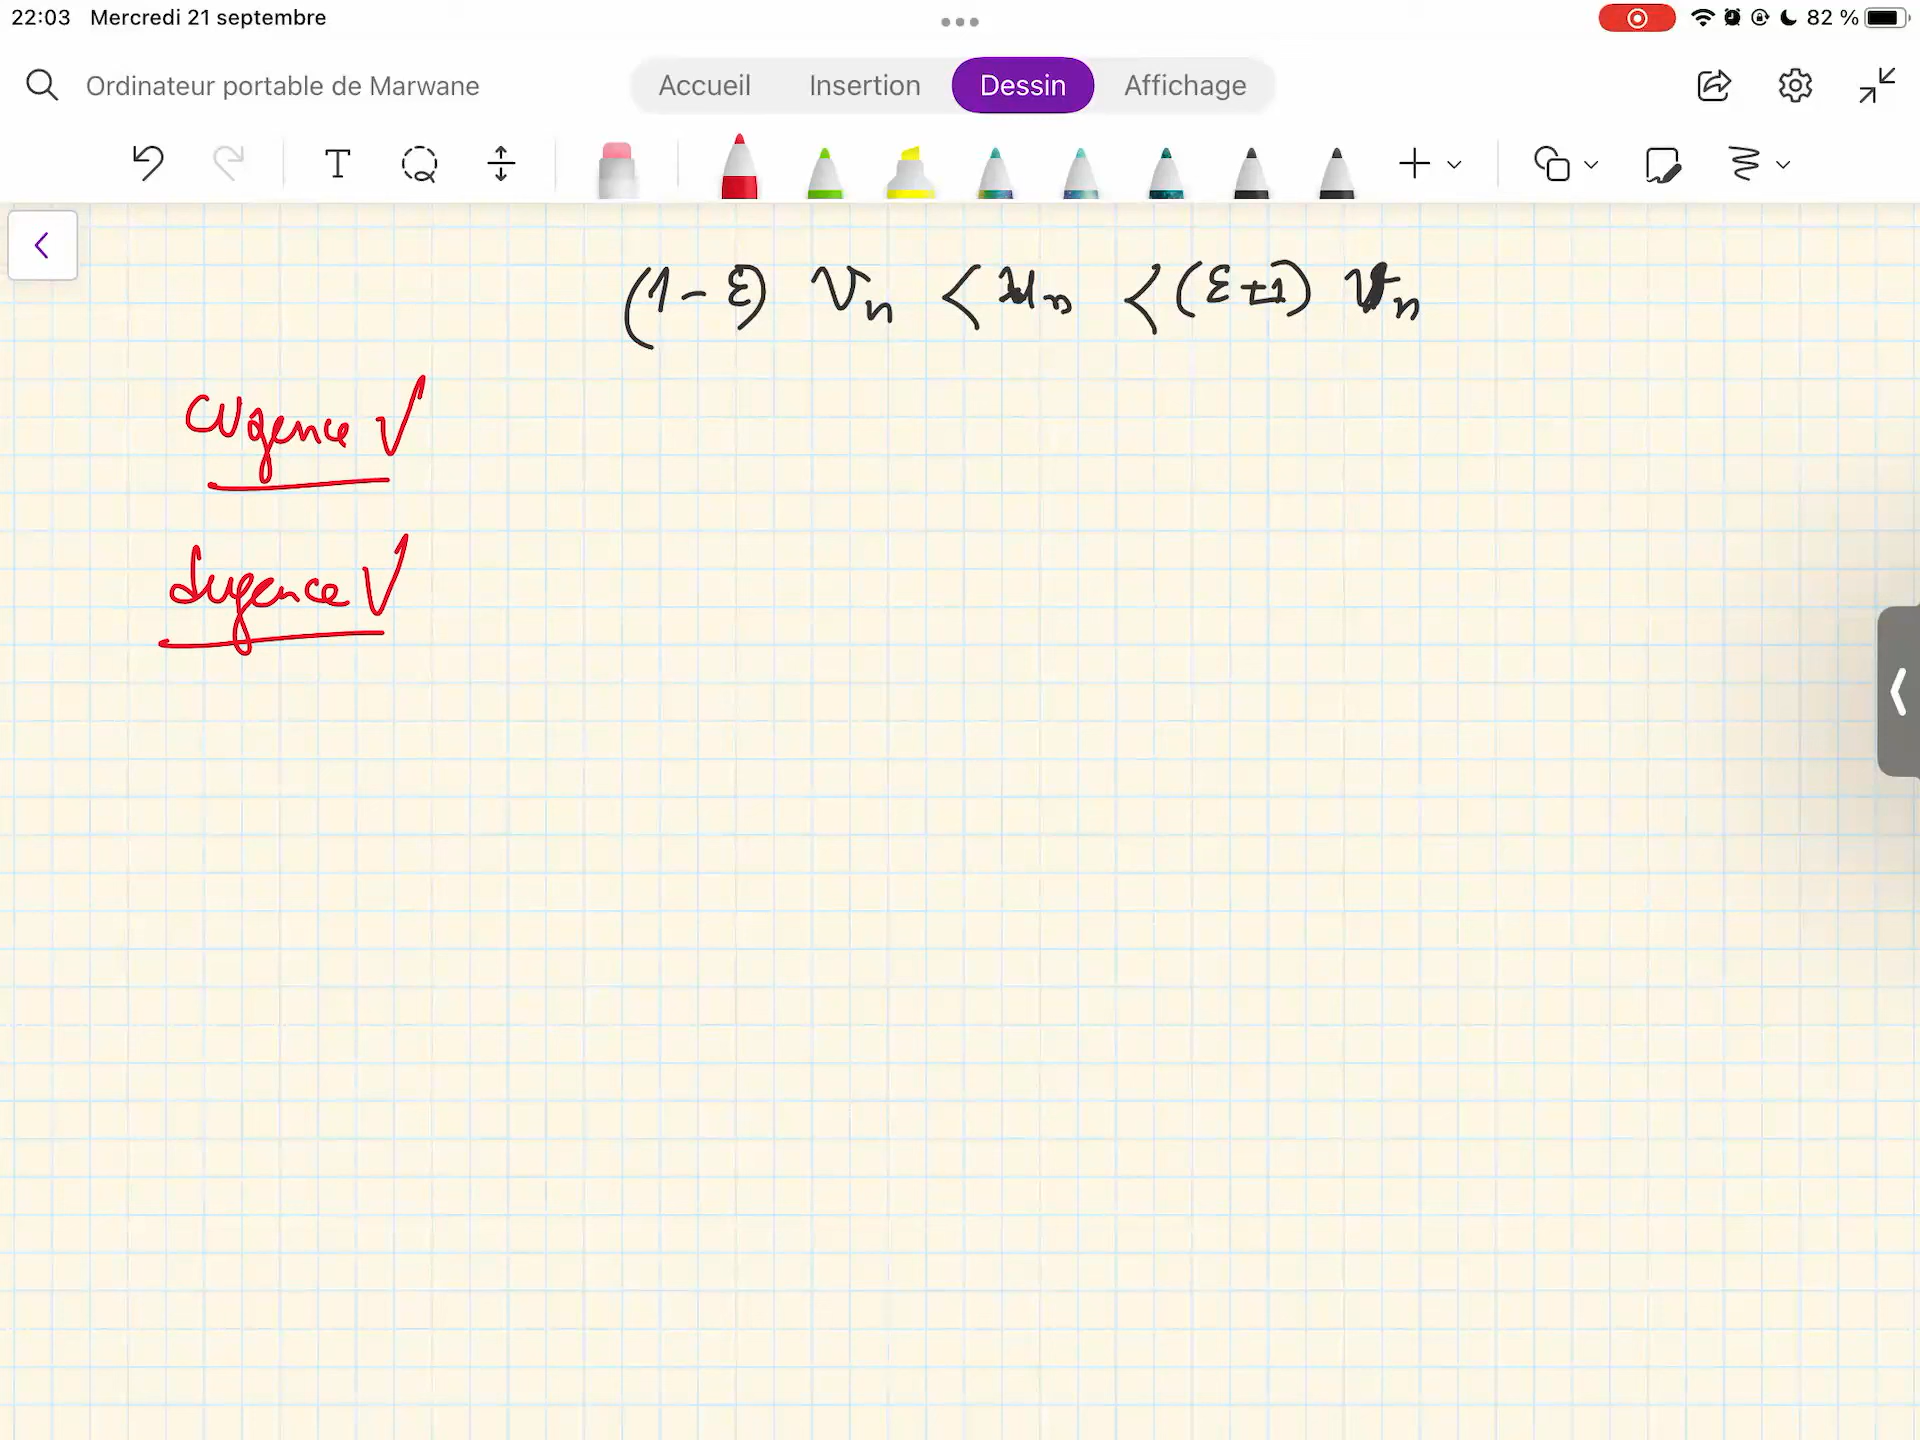 22:03 Mercredi 21 septembre 82 %
Ordinateur portable de Marwane Accueil Insertion Dessin Affichage
T
(1-ε) Vn < un < (ε+1) Vn
CVgence √
dvgence √